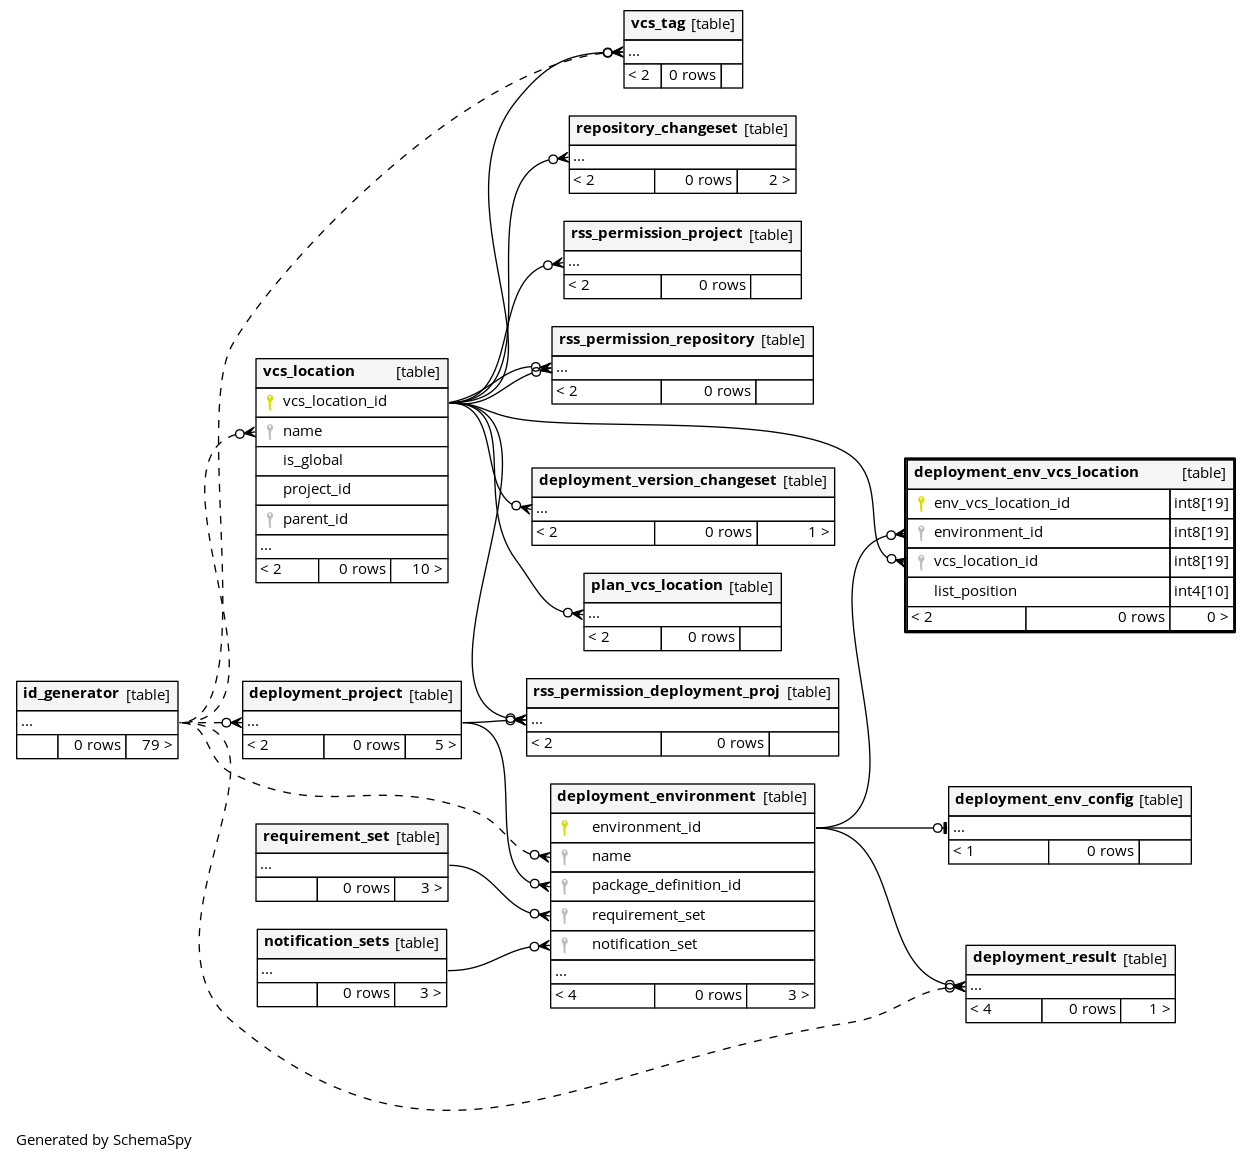 vcs_tag [table]
...
< 2 0 rows
repository_changeset [table]
...
< 2 0 rows 2 >
rss_permission_project [table]
...
< 2 0 rows
rss_permission_repository [table]
...
< 2 0 rows
vcs_location [table]
vcs_location_id
name
is_global
project_id
parent_id
...
< 2 0 rows 10 >
deployment_version_changeset [table]
...
< 2 0 rows 1 >
deployment_env_vcs_location [table]
env_vcs_location_id int8[19]
environment_id int8[19]
vcs_location_id int8[19]
list_position int4[10]
< 2 0 rows 0 >
plan_vcs_location [table]
...
< 2 0 rows
id_generator [table]
...
0 rows 79 >
deployment_project [table]
...
< 2 0 rows 5 >
rss_permission_deployment_proj [table]
...
< 2 0 rows
deployment_environment [table]
environment_id
name
package_definition_id
requirement_set
notification_set
...
< 4 0 rows 3 >
deployment_env_config [table]
...
< 1 0 rows
requirement_set [table]
...
0 rows 3 >
notification_sets [table]
...
0 rows 3 >
deployment_result [table]
...
< 4 0 rows 1 >
Generated by SchemaSpy